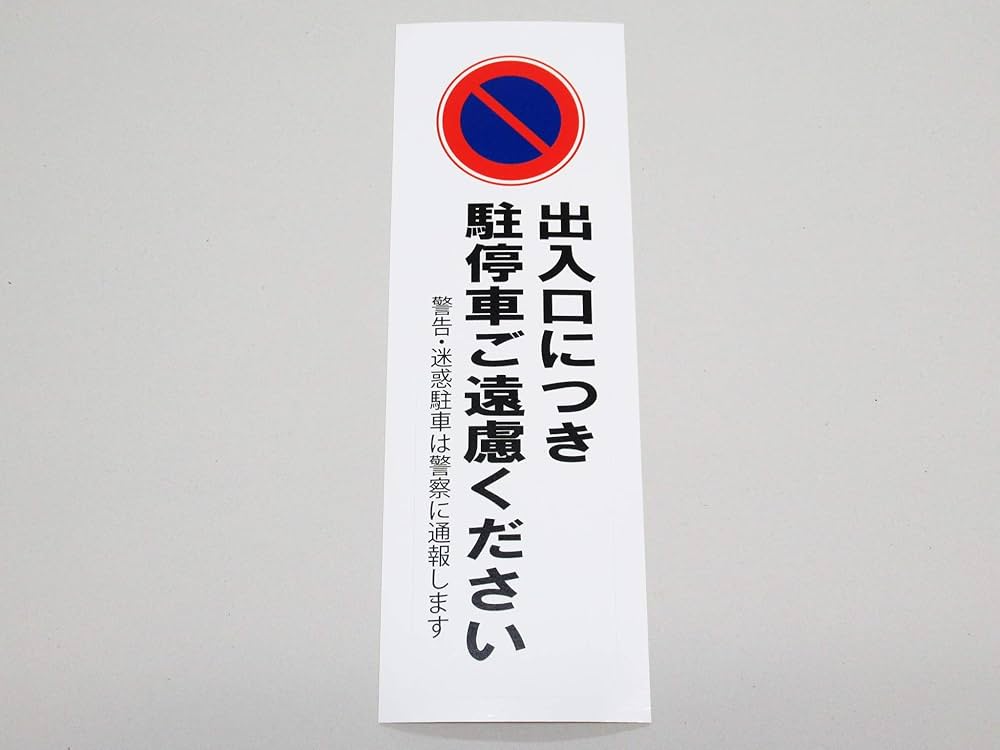 出入口につき
駐停車ご遠慮ください
警告・迷惑駐車は警察に通報します